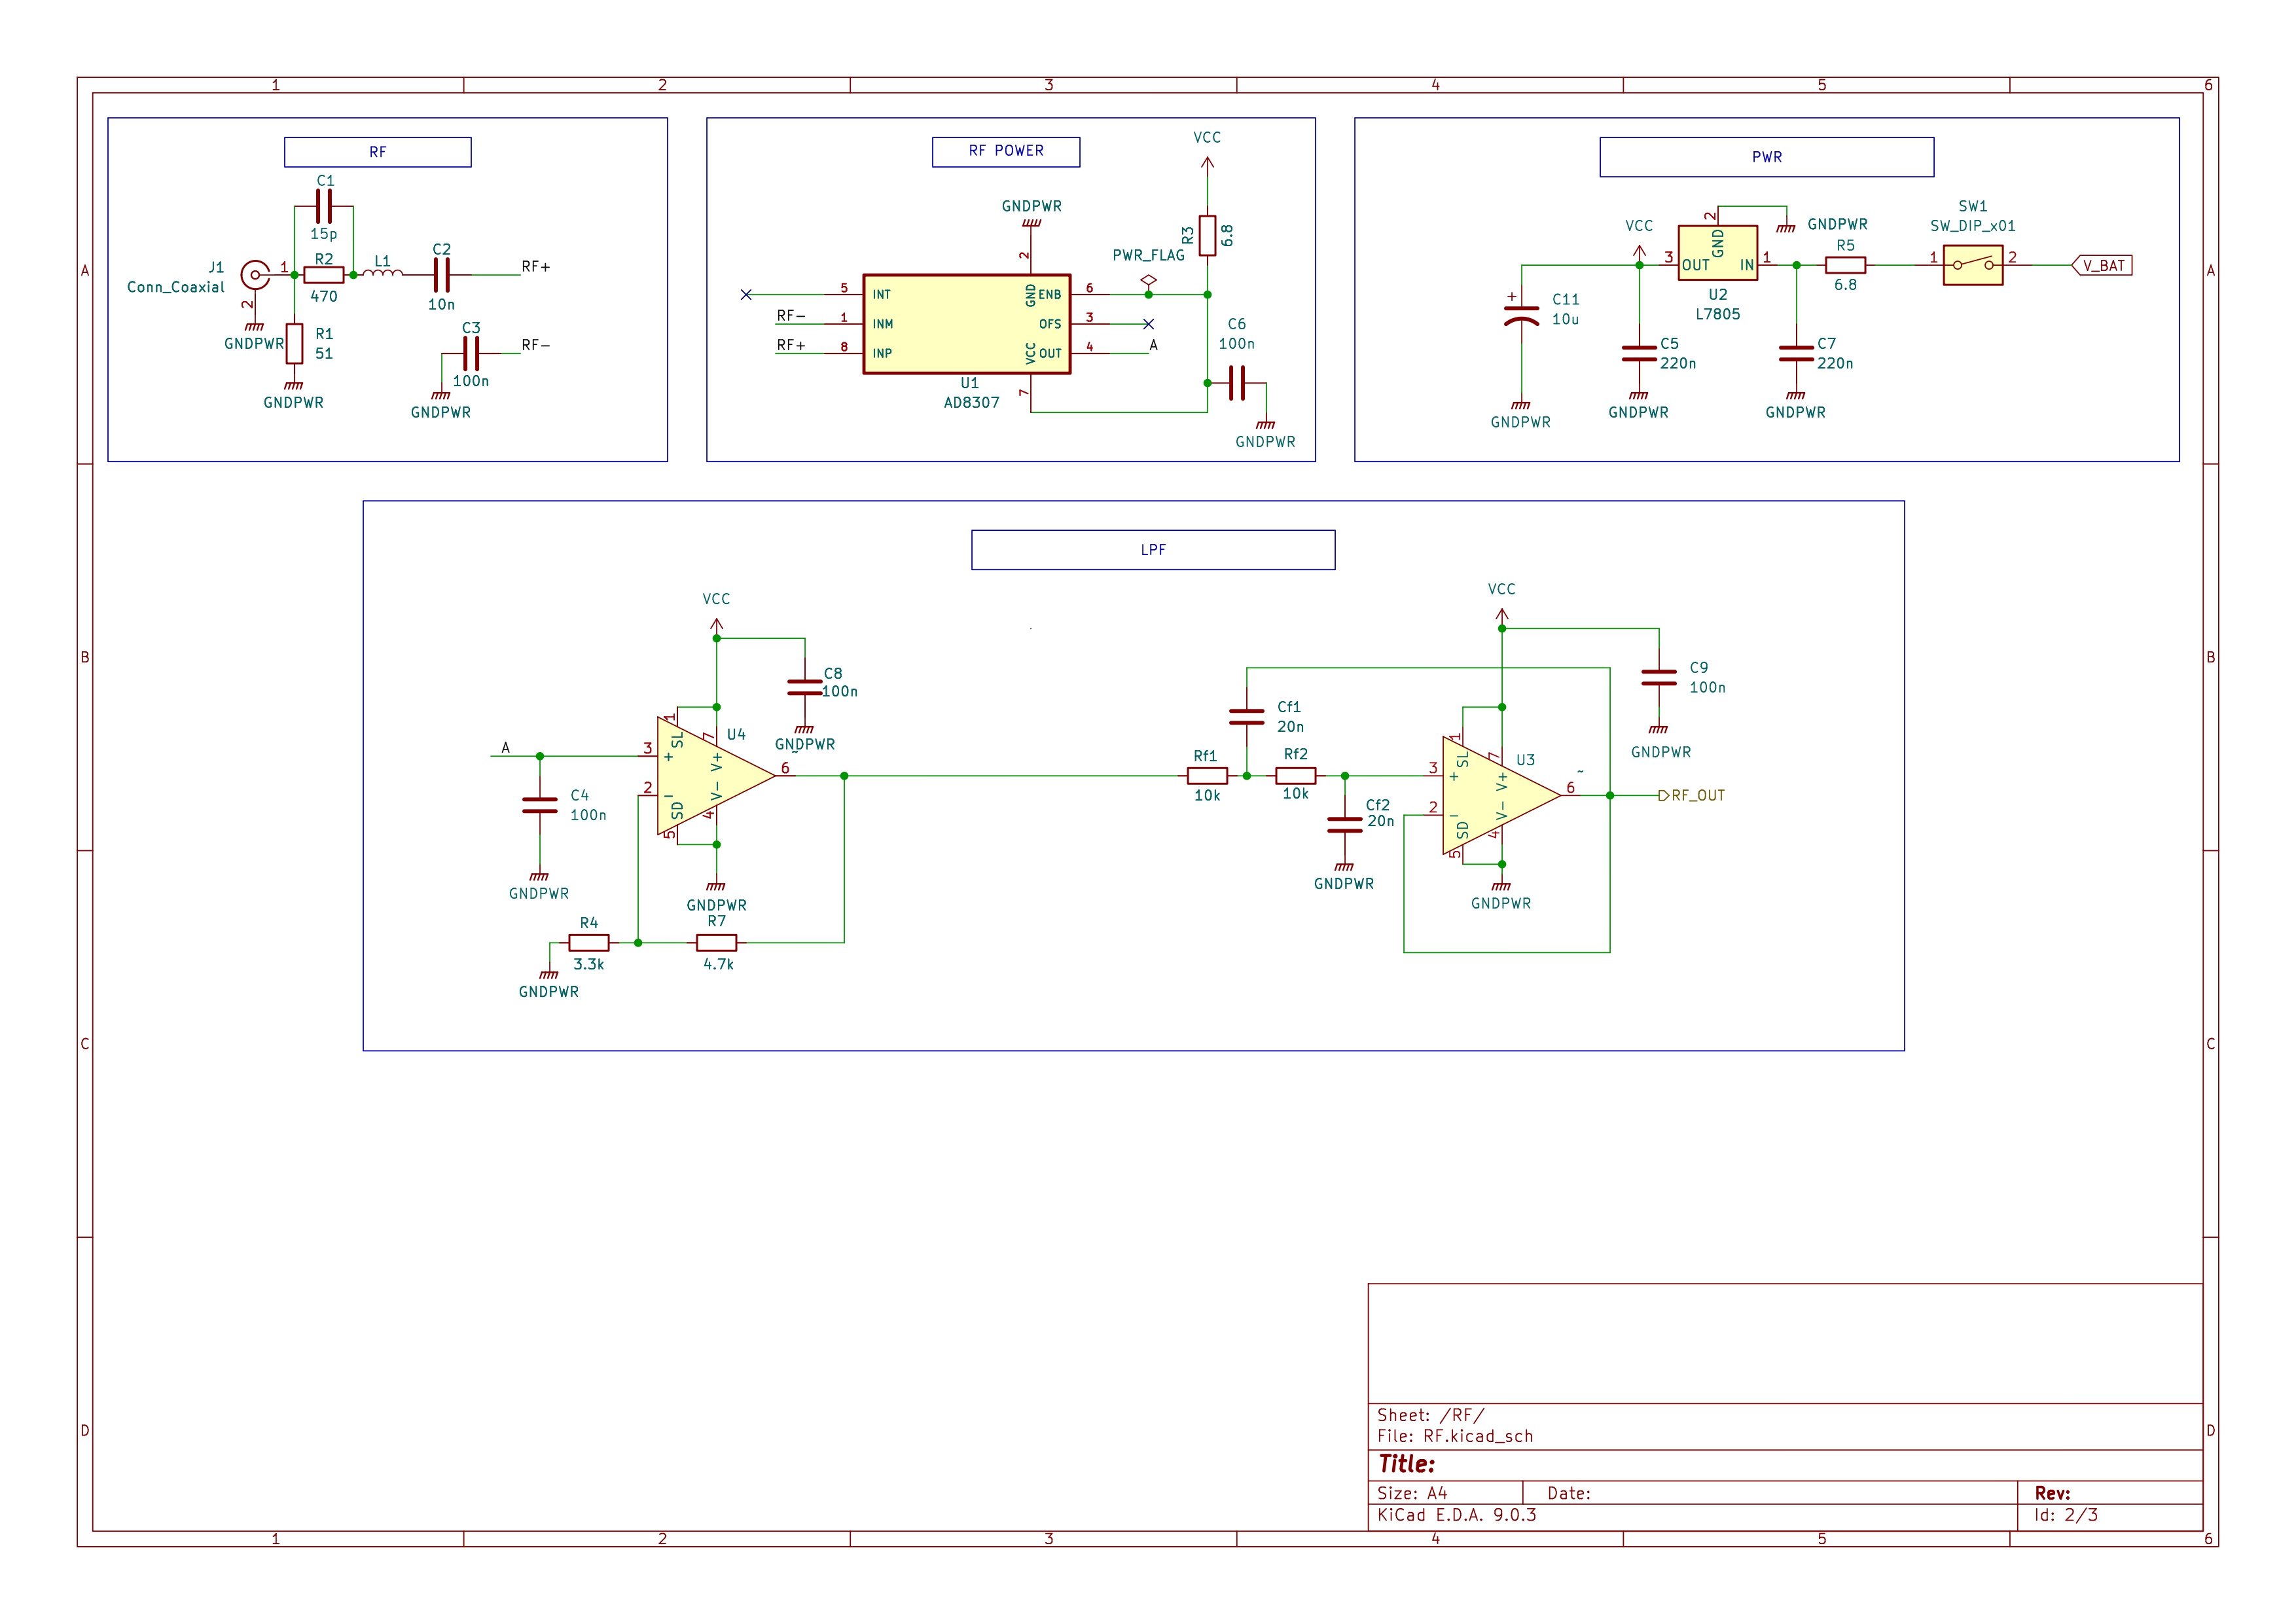 1 2 3 4 5 6
A
B
C
D
A
B
C
D
1 2 3 4 5 6
RF
C1
15p
J1
Conn_Coaxial
1
2
GNDPWR
R2
470
L1
C2
10n
RF+
R1
51
GNDPWR
C3
100n
RF-
GNDPWR
RF POWER
VCC
GNDPWR
R3
6.8
PWR_FLAG
2
5 INT
1 INM
8 INP
GND
VCC
ENB 6
OFS 3
OUT 4
RF-
RF+
A
7
U1
AD8307
C6
100n
GNDPWR
PWR
VCC
GNDPWR
SW1
SW_DIP_x01
2
GND
3 OUT
IN 1
U2
L7805
R5
6.8
1
2
V_BAT
+
C11
10u
GNDPWR
C5
220n
GNDPWR
C7
220n
GNDPWR
LPF
VCC
C8
100n
GNDPWR
~
A
C4
100n
GNDPWR
3
+
2
-
1
SL
7
V+
U4
6
SD
5
V-
4
GNDPWR
R4
3.3k
GNDPWR
R7
4.7k
VCC
C9
100n
GNDPWR
Cf1
20n
Rf1
10k
Rf2
10k
Cf2
20n
GNDPWR
3
+
2
-
1
SL
7
V+
U3
~
6
SD
5
V-
4
GNDPWR
RF_OUT
Sheet: /RF/
File: RF.kicad_sch
Title:
Size: A4 Date: Rev:
KiCad E.D.A. 9.0.3 Id: 2/3